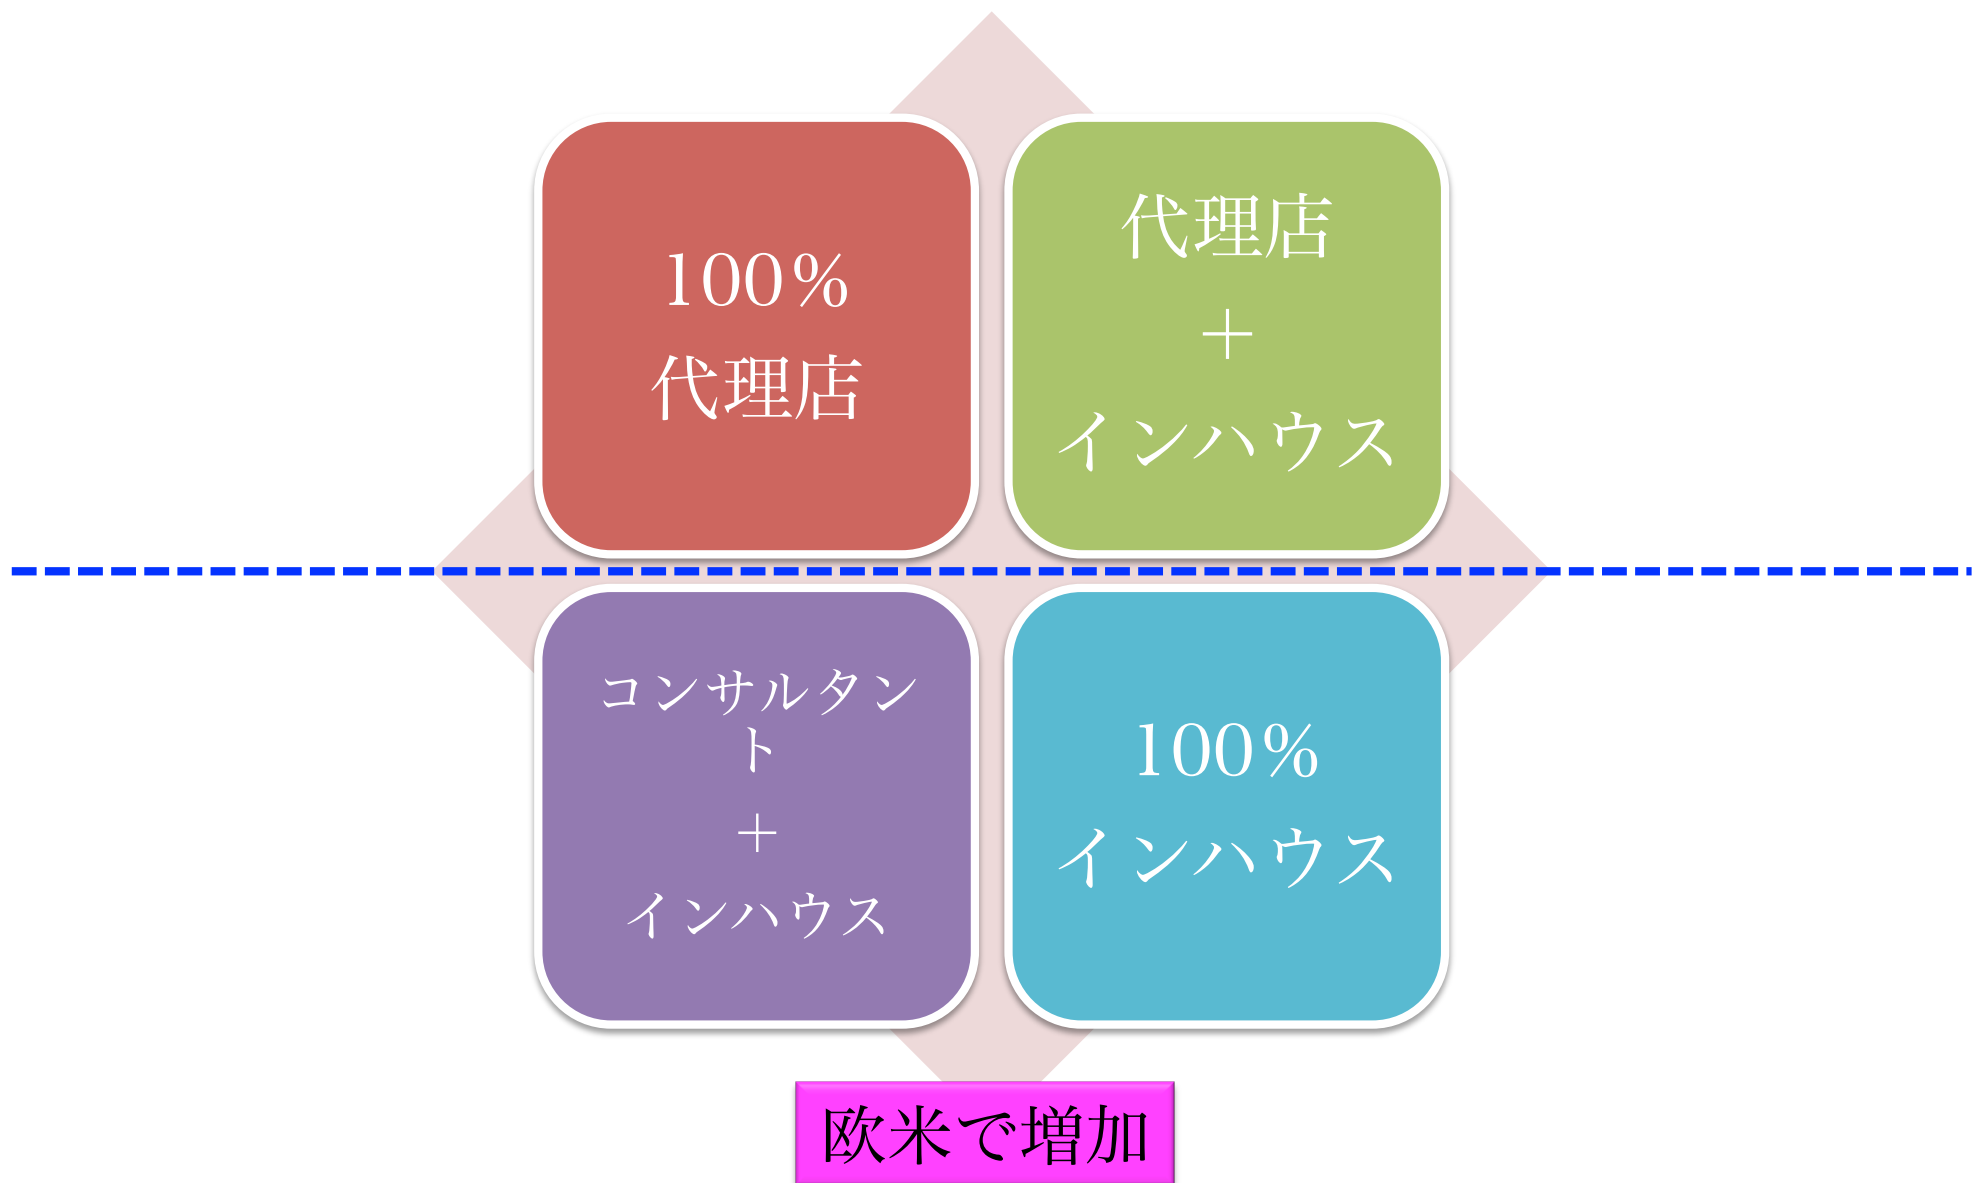 100%
代理店
代理店
＋
インハウス
コンサルタン
ト
＋
インハウス
100%
インハウス
欧米で増加